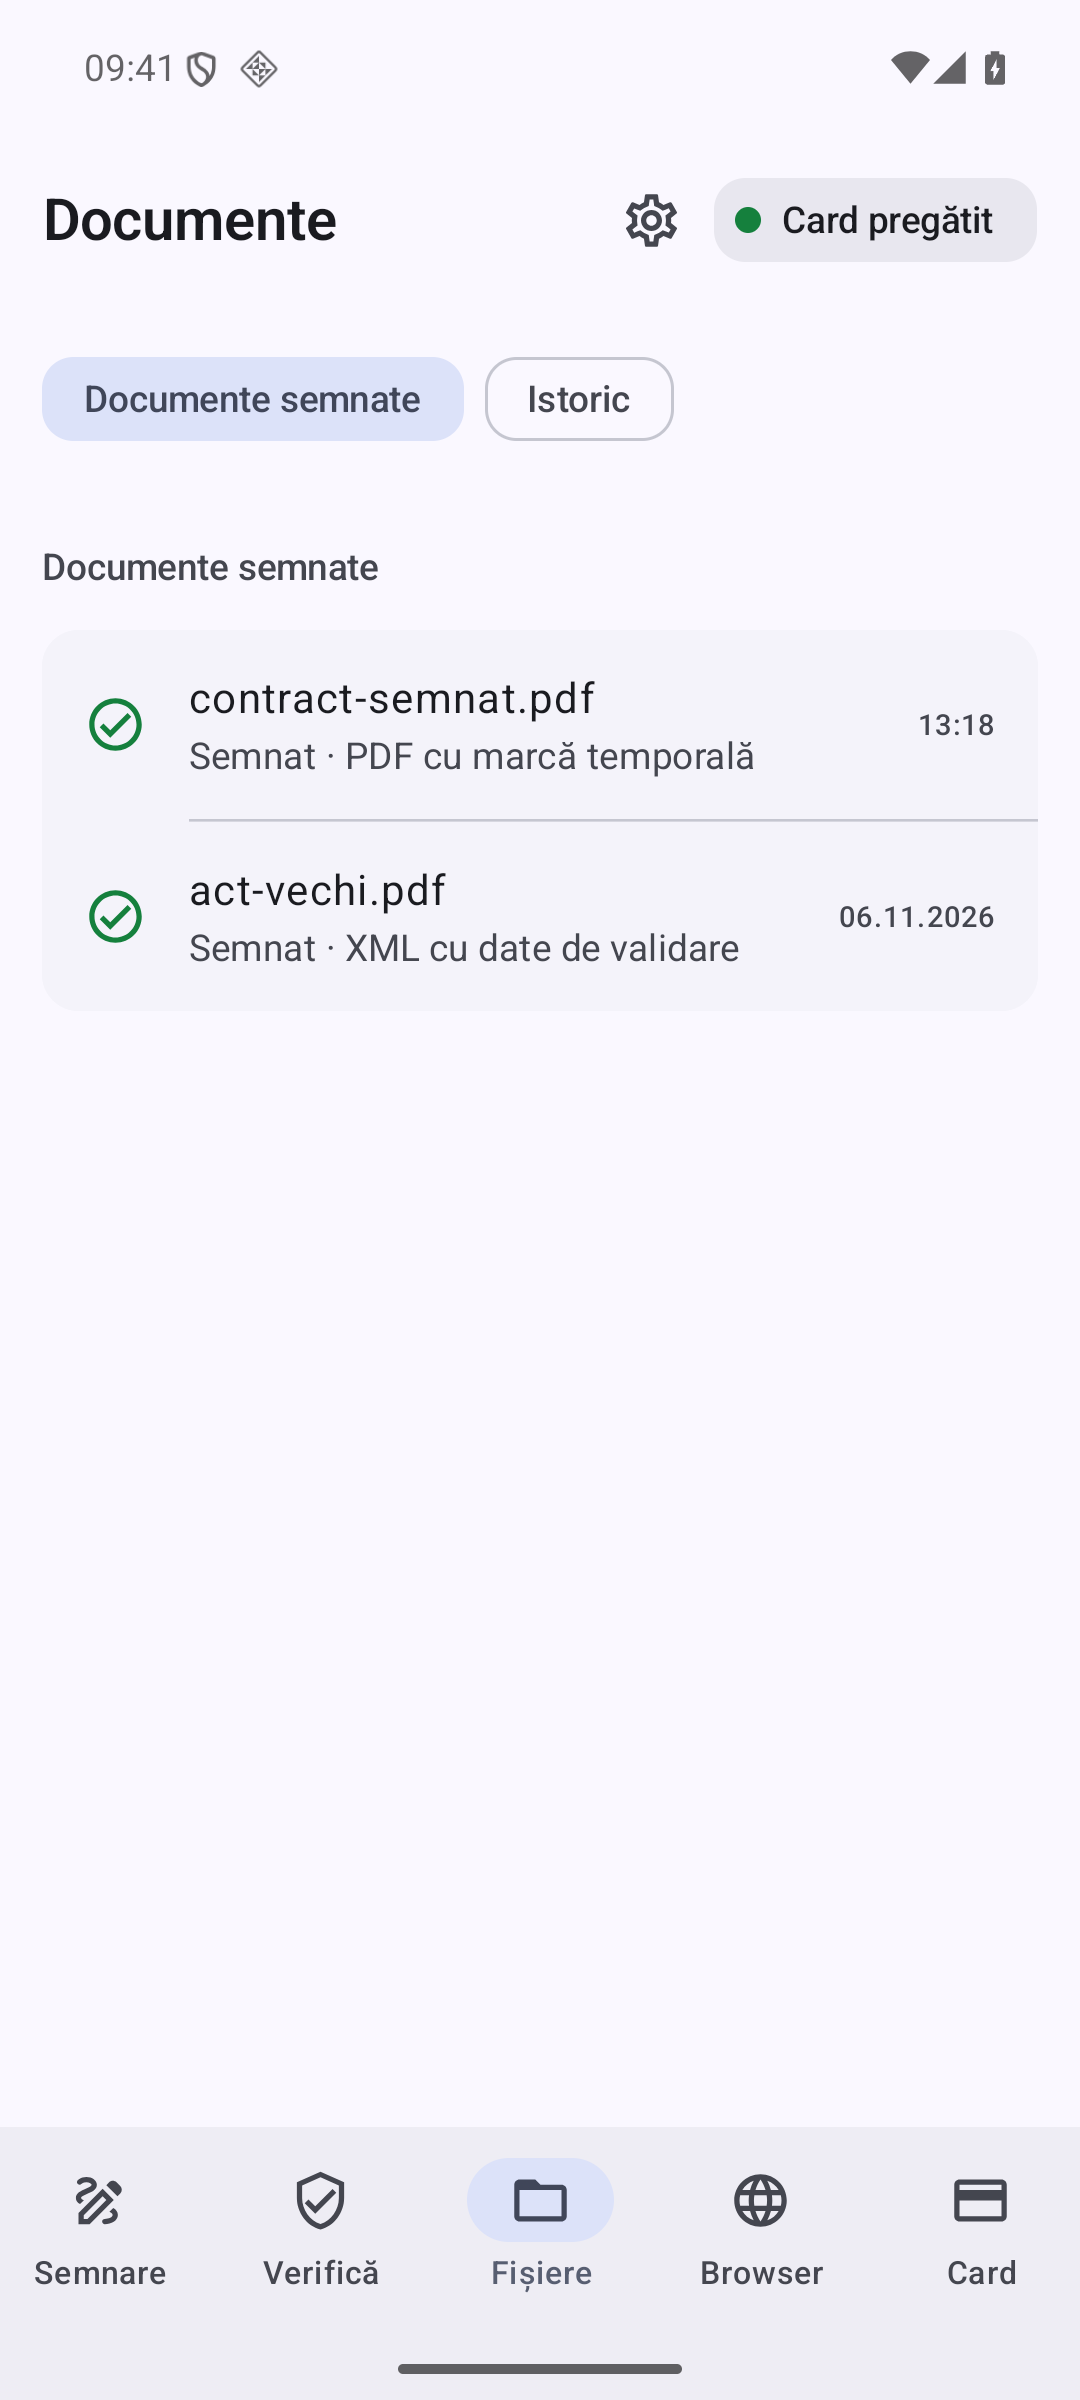 09:41
Documente
Card pregătit
Documente semnate
Istoric
Documente semnate
contract-semnat.pdf
13:18
Semnat · PDF cu marcă temporală
act-vechi.pdf
06.11.2026
Semnat · XML cu date de validare
Semnare
Verifică
Fișiere
Browser
Card